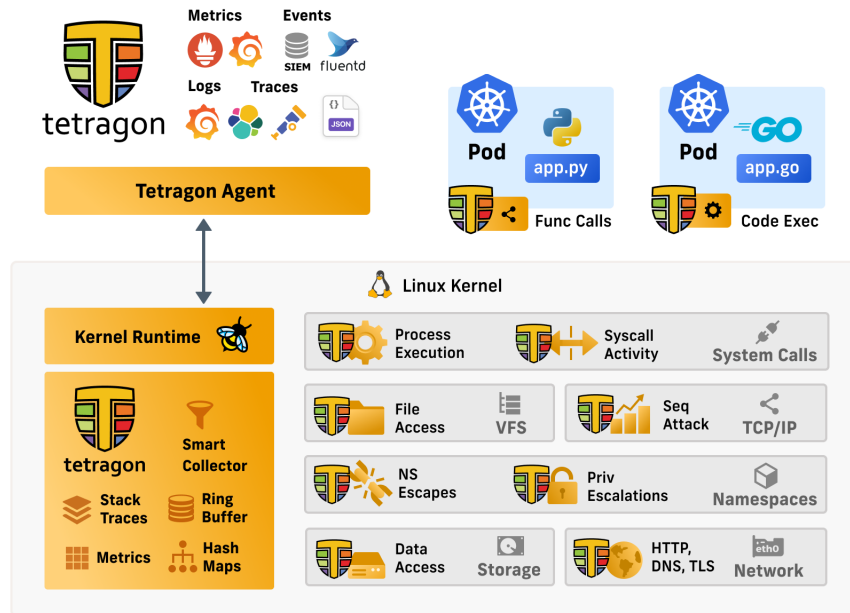 Metrics
Events
SIEM
fluentd
Logs
Traces
{}
JSON
tetragon
Tetragon Agent
Pod
app.py
Func Calls
Pod
GO
app.go
Code Exec
Linux Kernel
Kernel Runtime
tetragon
Smart
Collector
Stack
Traces
Ring
Buffer
Metrics
Hash
Maps
Process
Execution
Syscall
Activity
System Calls
File
Access
VFS
Seq
Attack
TCP/IP
NS
Escapes
Priv
Escalations
Namespaces
Data
Access
Storage
HTTP,
DNS, TLS
eth0
Network